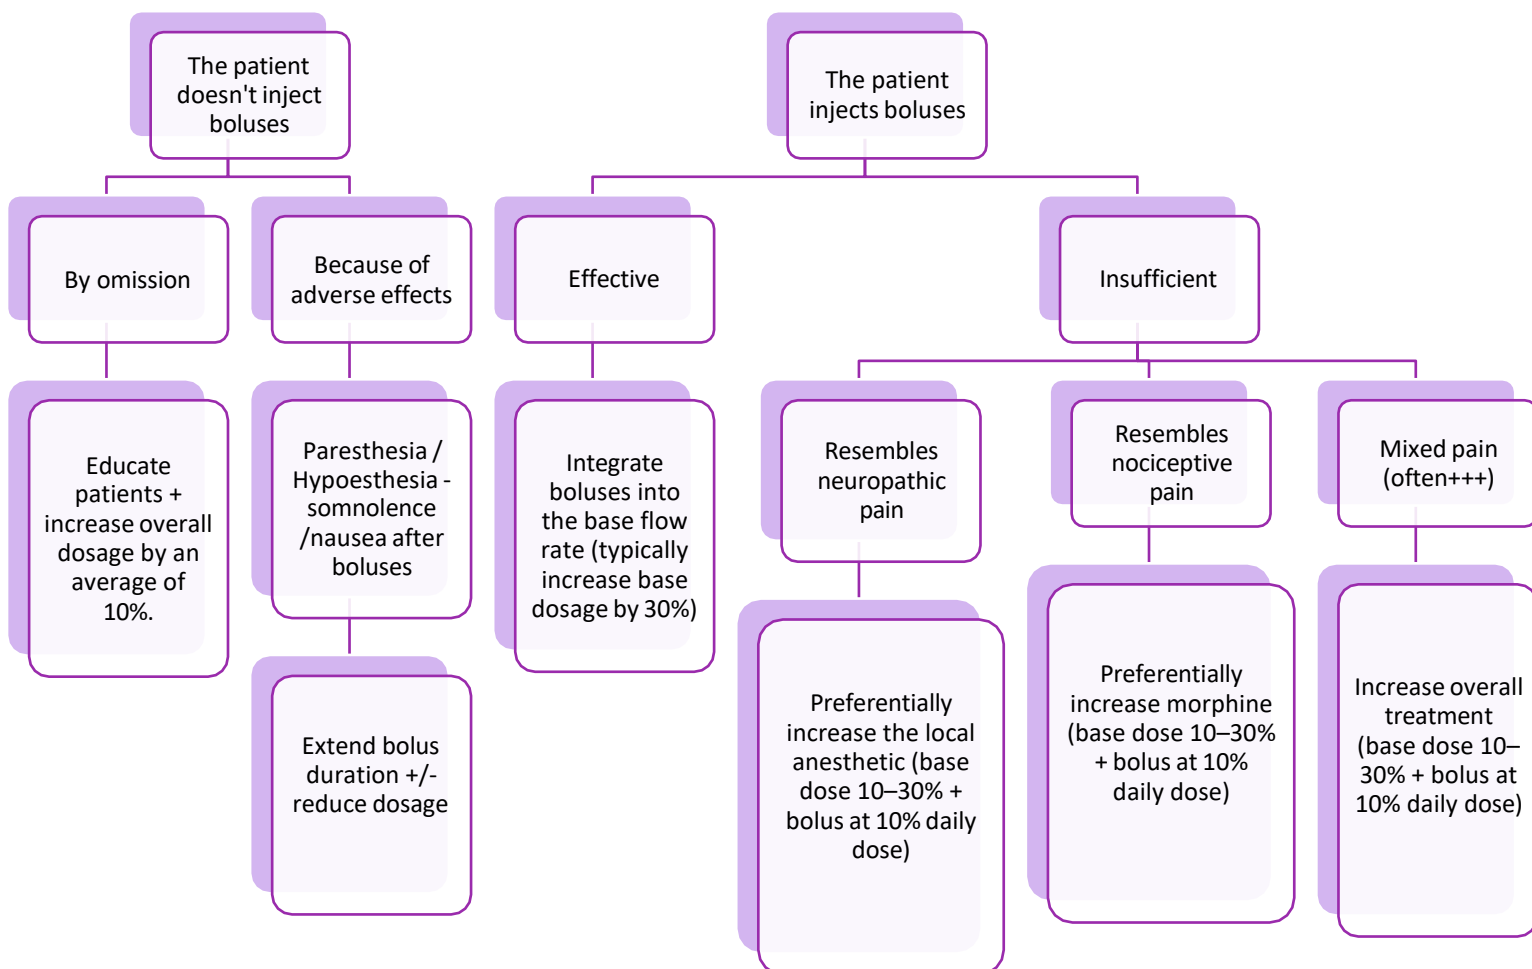 The patient
doesn't inject
boluses
The patient
injects boluses
By omission
Because of
adverse effects
Effective
Insufficient
Educate
patients +
increase overall
dosage by an
average of
10%.
Paresthesia /
Hypoesthesia -
somnolence
/nausea after
boluses
Integrate
boluses into
the base flow
rate (typically
increase base
dosage by 30%)
Resembles
neuropathic
pain
Resembles
nociceptive
pain
Mixed pain
(often+++)
Extend bolus
duration +/-
reduce dosage
Preferentially
increase the local
anesthetic (base
dose 10–30% +
bolus at 10% daily
dose)
Preferentially
increase morphine
(base dose 10–30%
+ bolus at 10%
daily dose)
Increase overall
treatment
(base dose 10–
30% + bolus at
10% daily dose)